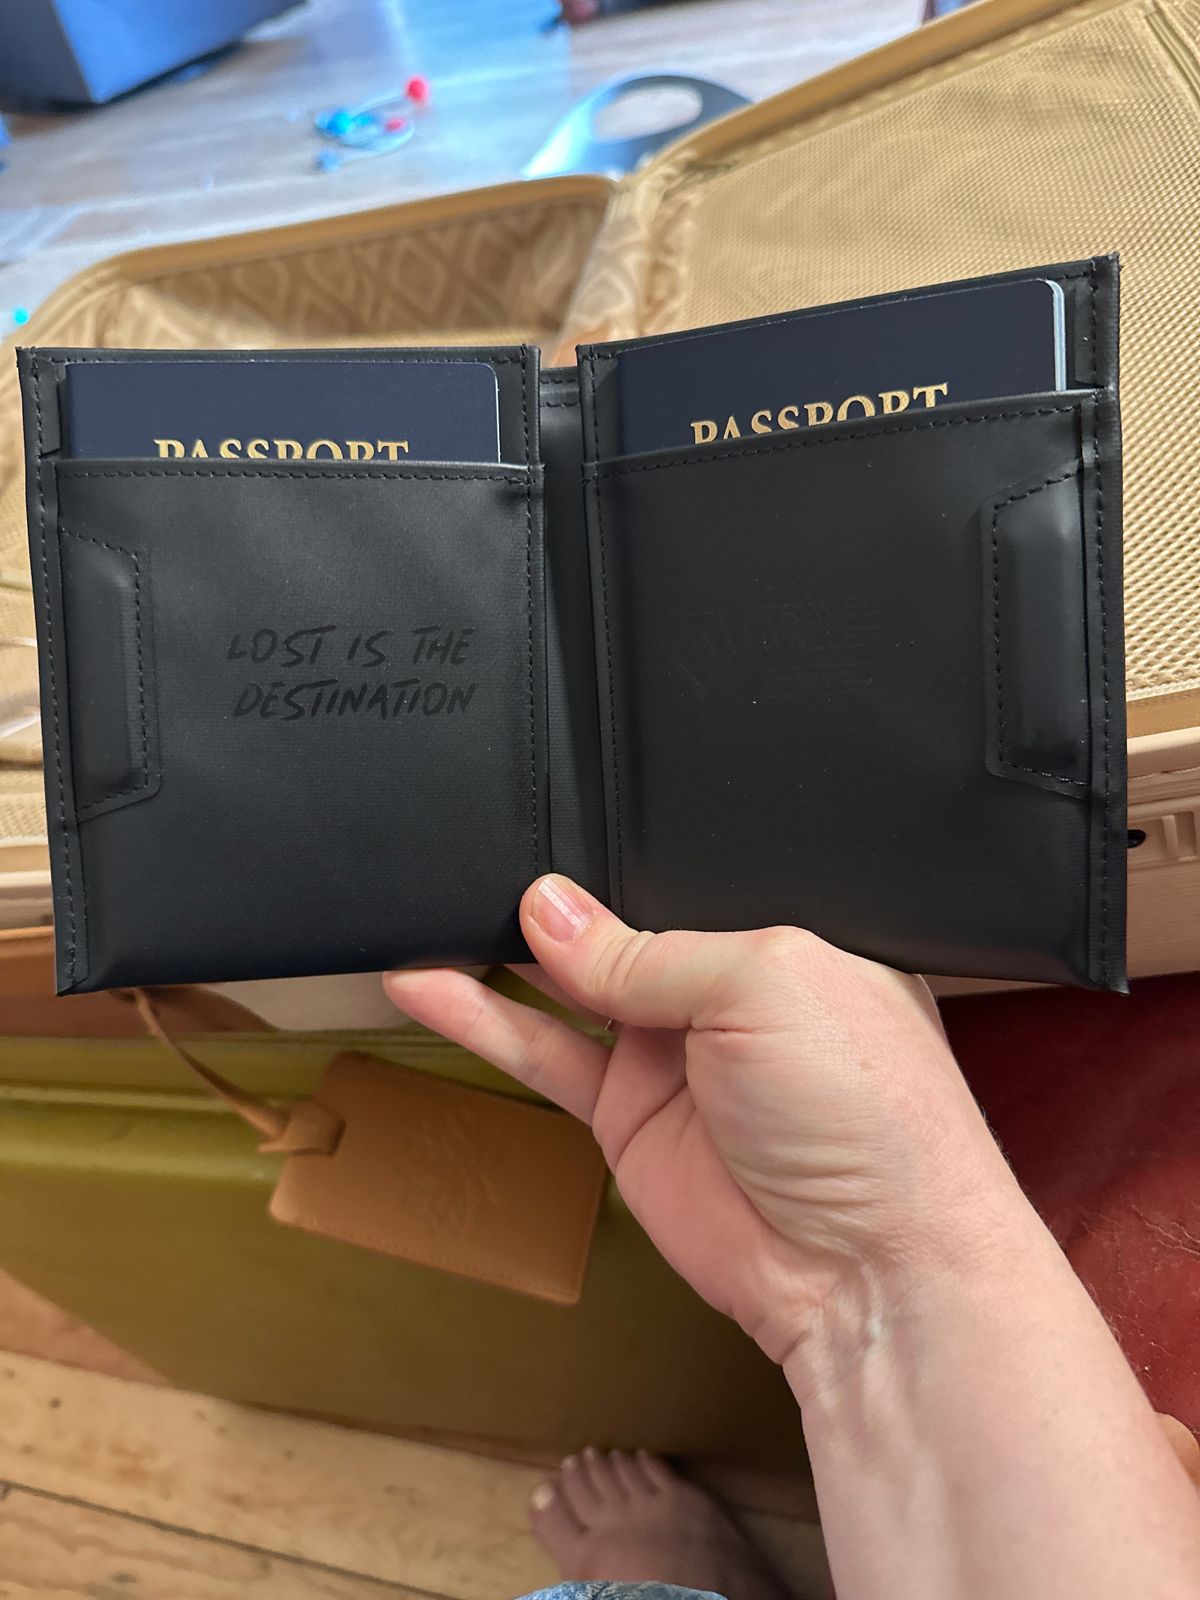 PASSPORT
PASSPORT
LOST IS THE
DESTINATION
TRAVEL
WALLET